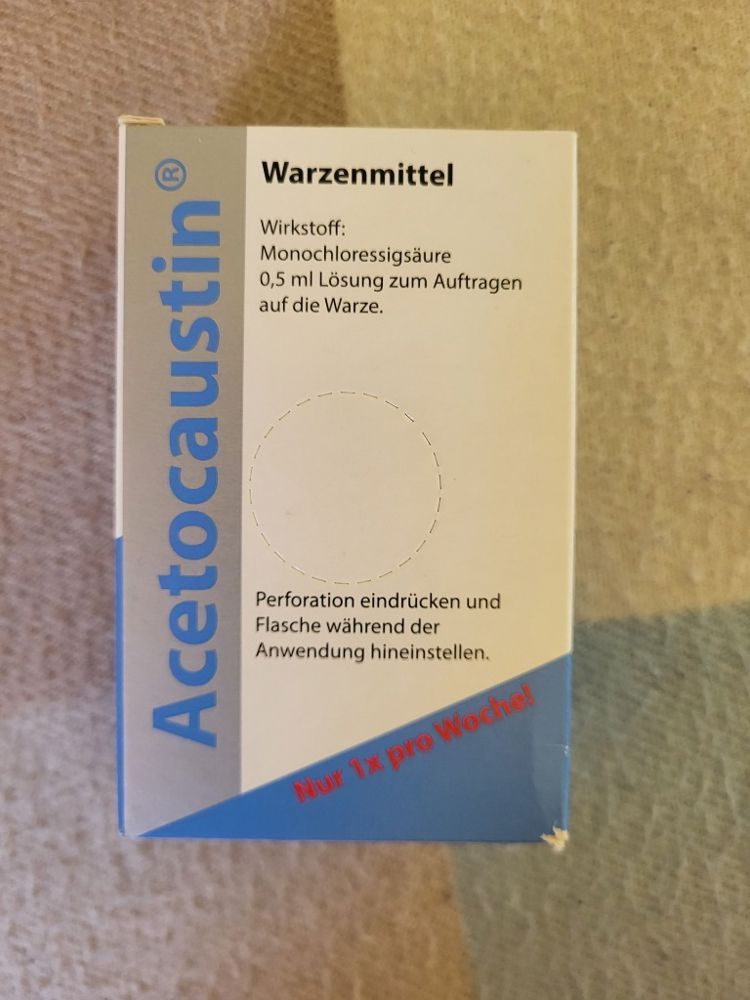 Acetocaustin®
Warzenmittel
Wirkstoff:
Monochloressigsäure
0,5 ml Lösung zum Auftragen
auf die Warze.
Perforation eindrücken und
Flasche während der
Anwendung hineinstellen.
Nur 1x pro Woche!